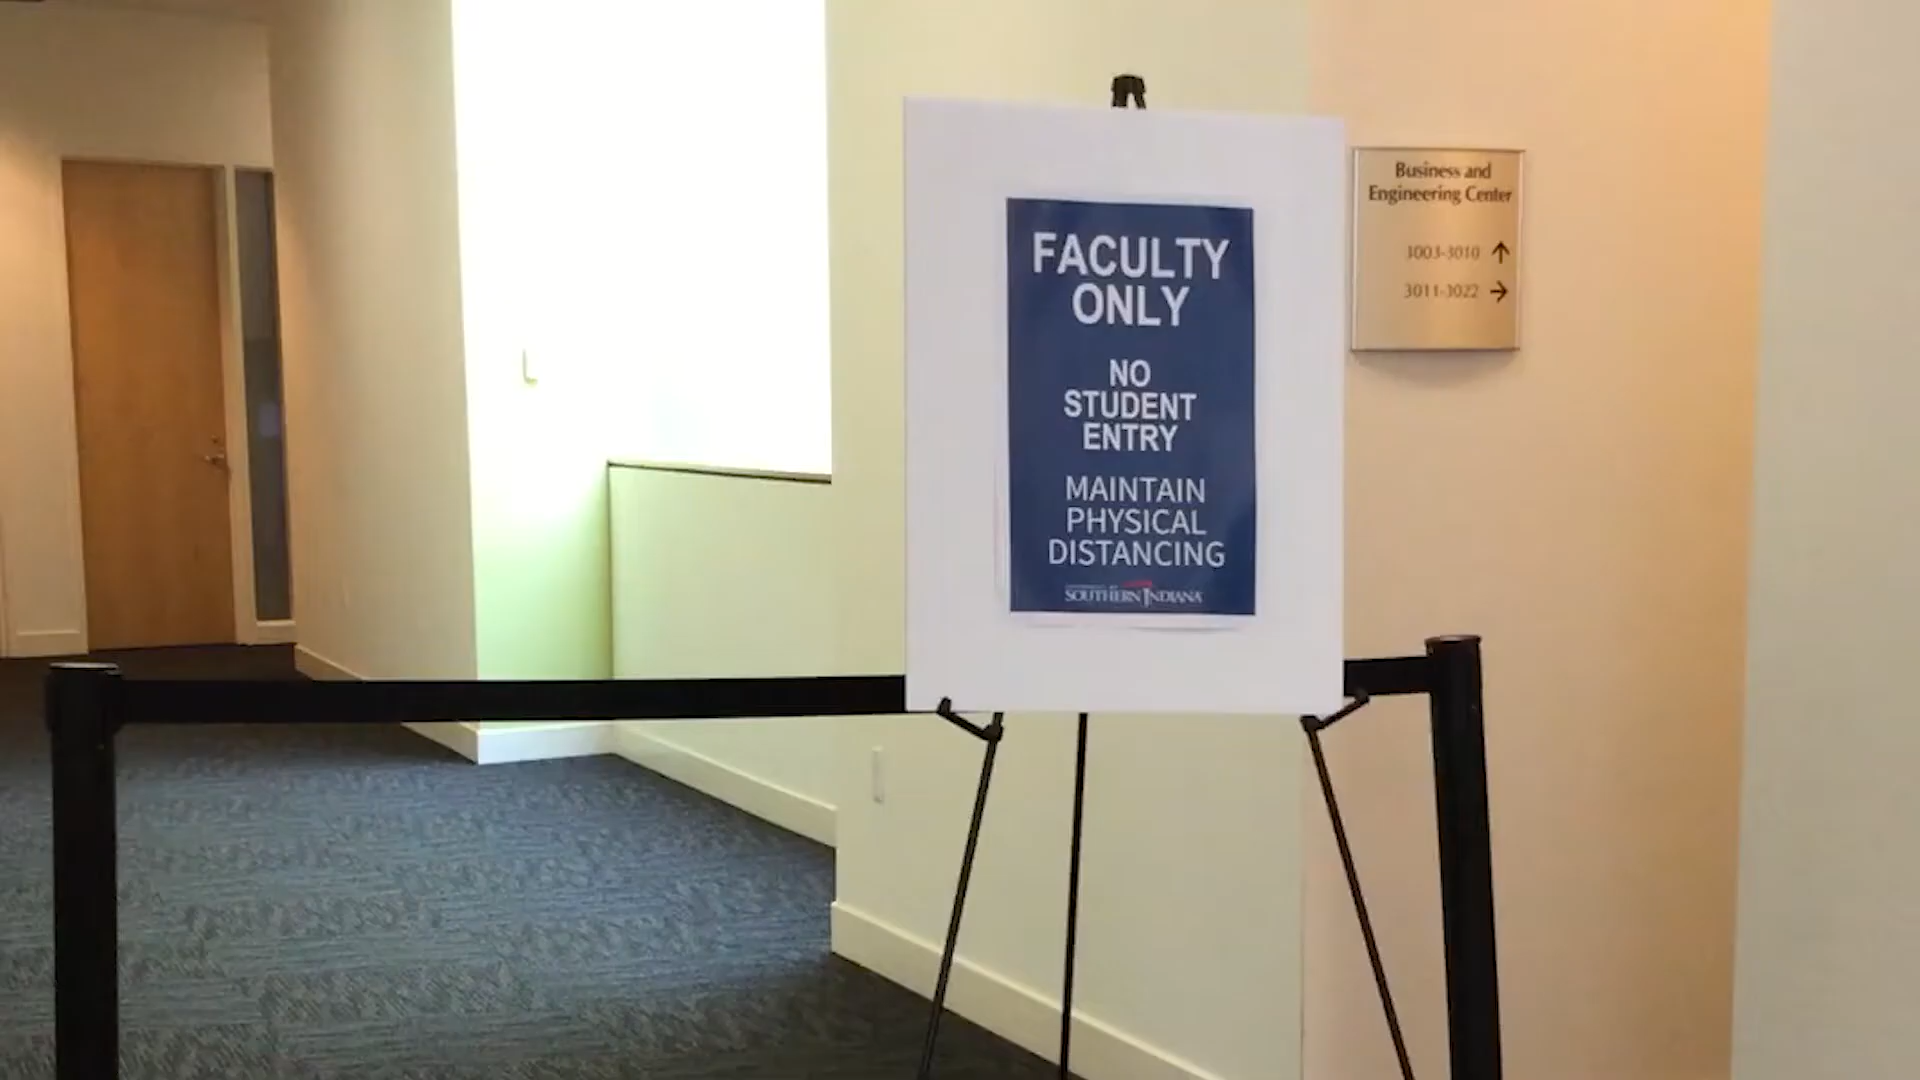 FACULTY
ONLY
NO
STUDENT
ENTRY
MAINTAIN
PHYSICAL
DISTANCING
SOUTHERN INDIANA
Business and
Engineering Center
3003-3010 ↑
3011-3022 →